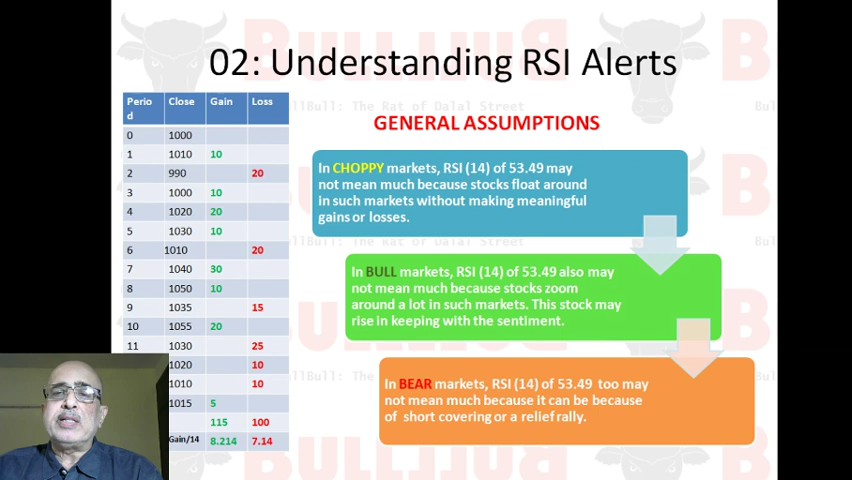 02: Understanding RSI Alerts
Perio
d Close Gain Loss
0 1000
1 1010 10
2 990 20
3 1000 10
4 1020 20
5 1030 10
6 1010 20
7 1040 30
8 1050 10
9 1035 15
10 1055 20
11 1030 25
1020 10
1010 10
1015 5
115 100
Gain/14 8.214 7.14
GENERAL ASSUMPTIONS
In CHOPPY markets, RSI (14) of 53.49 may
not mean much because stocks float around
in such markets without making meaningful
gains or losses.
In BULL markets, RSI (14) of 53.49 also may
not mean much because stocks zoom
around a lot in such markets. This stock may
rise in keeping with the sentiment.
In BEAR markets, RSI (14) of 53.49 too may
not mean much because it can be because
of short covering or a relief rally.